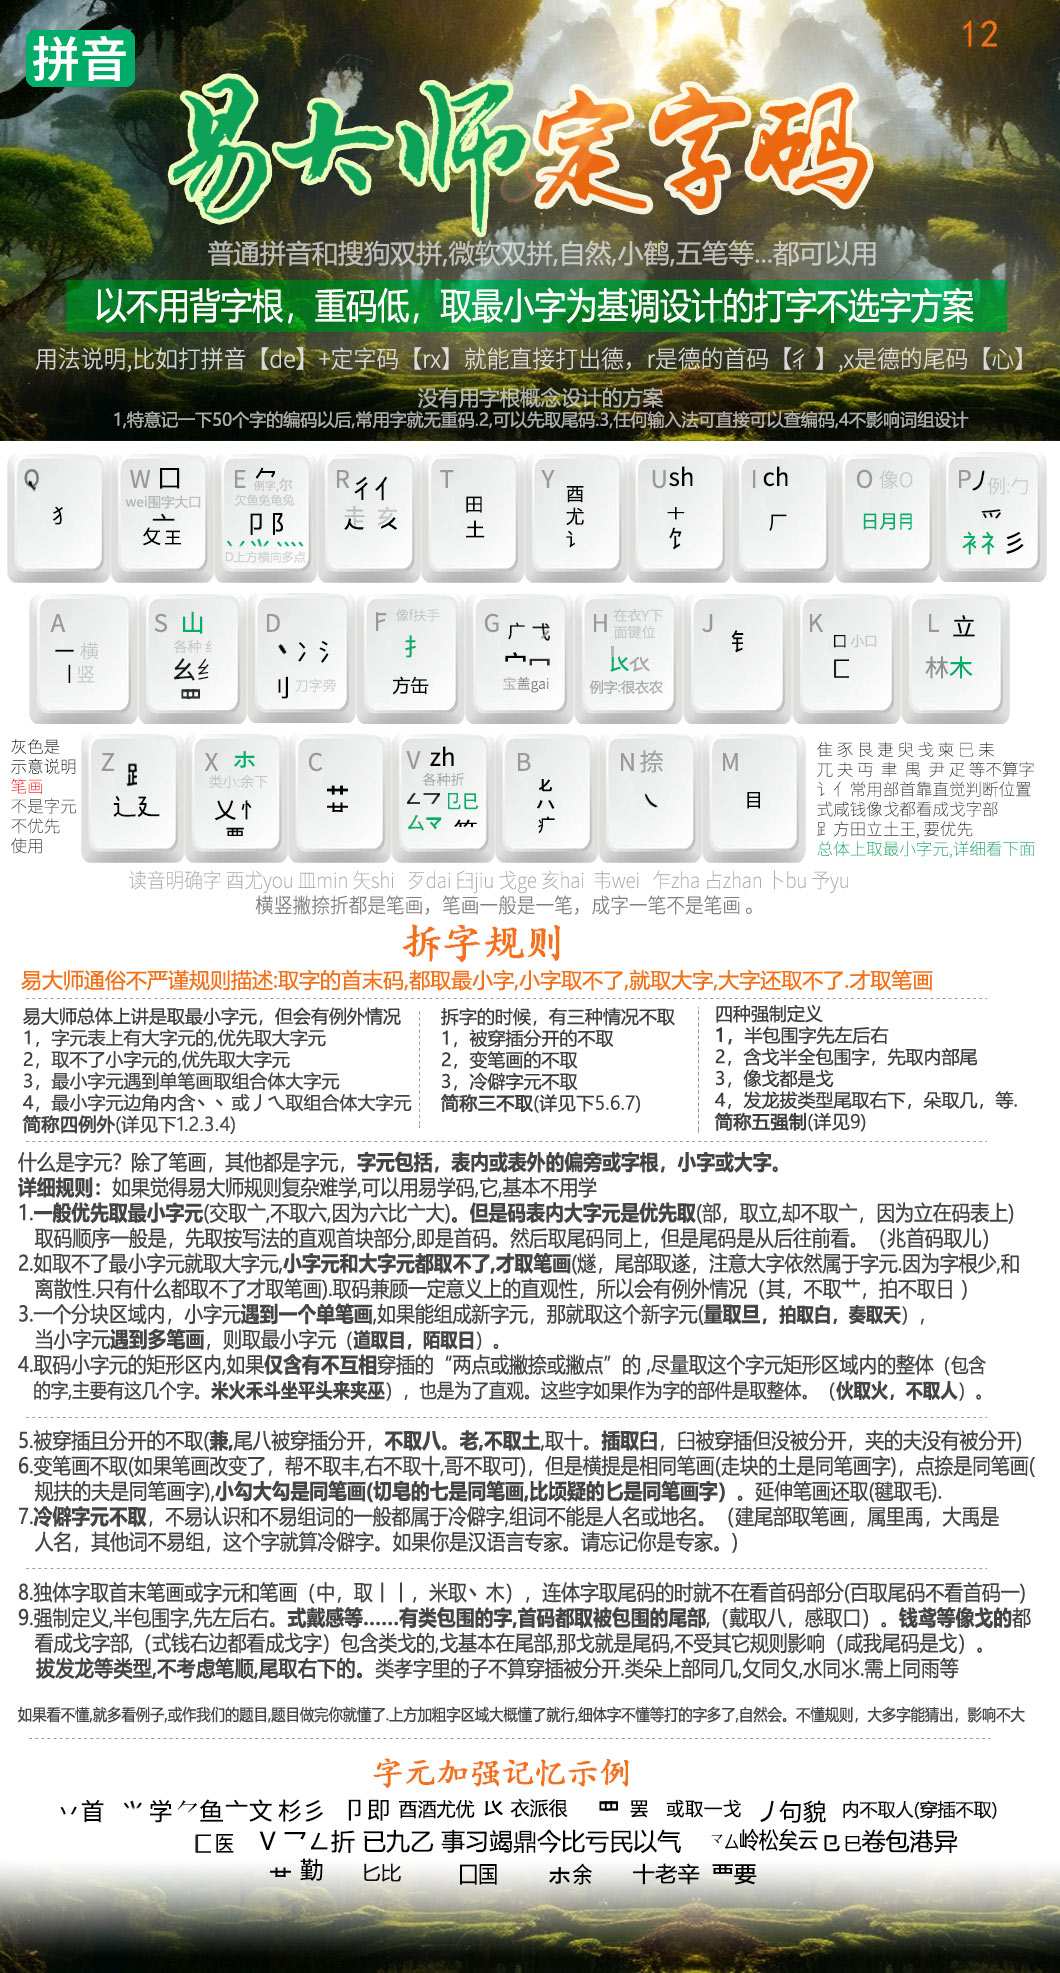 12
拼音
易大师定字码
普通拼音和搜狗双拼,微软双拼,自然,小鹤,五笔等...都可以用
以不用背字根，重码低，取最小字为基调设计的打字不选字方案
用法说明,比如打拼音【de】+定字码【rx】就能直接打出德，r是德的首码【彳】,x是德的尾码【心】
没有用字根概念设计的方案
1,特意记一下50个字的编码以后,常用字就无重码.2,可以先取尾码.3,任何输入法可直接可以查编码,4不影响词组设计
Q 犭
W 囗 wei围字大口 亠 攵 王
E ⺈ 例字,尔 欠鱼免龟兔 卩 阝 D上方横向多点
R 彳 亻 走 亥
T 田 土
Y 酉 尤 讠
U sh 十 饣
I ch 厂
O 像O 日月
P 丿 例:勹 爫 衤 礻 彡
A 一 横 丨 竖
S 山 各种纟 幺 纟 罒
D 丶 冫 氵 刂 刀字旁
F 像f扶手 扌 方缶
G 广 弋 宀 冖 宝盖gai
H 在衣Y下面键位 例字:很衣农
J 钅
K 口 小口 匚
L 立 林木
灰色是
示意说明
笔画
不是字元
不优先
使用
Z 辶 廴
X 类小:余下 乂 忄 覀
C 艹
V zh 各种折 㔾 巳 厶 龴
B 匕 八 疒
N 捺 ㇏
M 目
隹 豕 艮 疌 臾 戋 柬 巳 耒
兀 夬 丏 聿 禺 尹 疋 等不算字
讠亻常用部首靠直觉判断位置
式咸钱像戈都看成戈字部
方田立土王, 要优先
总体上取最小字元,详细看下面
读音明确字 酉尤you 皿min 矢shi 歹dai 臼jiu 戈ge 亥hai 韦wei 乍zha 占zhan 卜bu 予yu
横竖撇捺折都是笔画，笔画一般是一笔，成字一笔不是笔画 。
拆字规则
易大师通俗不严谨规则描述:取字的首末码,都取最小字,小字取不了,就取大字,大字还取不了.才取笔画
易大师总体上讲是取最小字元，但会有例外情况
1，字元表上有大字元的,优先取大字元
2，取不了小字元的,优先取大字元
3，最小字元遇到单笔画取组合体大字元
4，最小字元边角内含丶丶或丿乀取组合体大字元
简称四例外(详见下1.2.3.4)
拆字的时候，有三种情况不取
1，被穿插分开的不取
2，变笔画的不取
3，冷僻字元不取
简称三不取(详见下5.6.7)
四种强制定义
1，半包围字先左后右
2，含戈半全包围字，先取内部尾
3，像戈都是戈
4，发龙拔类型尾取右下，朵取几，等.
简称五强制(详见9)
什么是字元？除了笔画，其他都是字元，字元包括，表内或表外的偏旁或字根，小字或大字。
详细规则：如果觉得易大师规则复杂难学,可以用易学码,它,基本不用学
1.一般优先取最小字元(交取亠,不取六,因为六比亠大)。但是码表内大字元是优先取(部，取立,却不取亠，因为立在码表上)
取码顺序一般是，先取按写法的直观首块部分,即是首码。然后取尾码同上，但是尾码是从后往前看。（兆首码取儿）
2.如取不了最小字元就取大字元,小字元和大字元都取不了,才取笔画(燧，尾部取遂，注意大字依然属于字元.因为字根少,和
离散性.只有什么都取不了才取笔画).取码兼顾一定意义上的直观性，所以会有例外情况（其，不取艹，拍不取日 ）
3.一个分块区域内，小字元遇到一个单笔画,如果能组成新字元，那就取这个新字元(量取旦，拍取白，奏取天），
当小字元遇到多笔画，则取最小字元（道取目，陌取日）。
4.取码小字元的矩形区内,如果仅含有不互相穿插的“两点或撇捺或撇点”的 ,尽量取这个字元矩形区域内的整体（包含
的字,主要有这几个字。米火禾斗坐平头来夹巫），也是为了直观。这些字如果作为字的部件是取整体。（伙取火，不取人）。
5.被穿插且分开的不取(兼,尾八被穿插分开，不取八。老,不取土,取十。插取臼，臼被穿插但没被分开，夹的夫没有被分开)
6.变笔画不取(如果笔画改变了，帮不取丰,右不取十,哥不取可)，但是横提是相同笔画(走块的土是同笔画字)，点捺是同笔画(
规扶的夫是同笔画字),小勾大勾是同笔画(切皂的七是同笔画,比顷疑的匕是同笔画字）。延伸笔画还取(毽取毛).
7.冷僻字元不取，不易认识和不易组词的一般都属于冷僻字,组词不能是人名或地名。（建尾部取笔画，属里禹，大禹是
人名，其他词不易组，这个字就算冷僻字。如果你是汉语言专家。请忘记你是专家。）
8.独体字取首末笔画或字元和笔画（中，取丨丨，米取丶木），连体字取尾码的时就不在看首码部分(百取尾码不看首码一)
9.强制定义,半包围字,先左后右。式戴感等......有类包围的字,首码都取被包围的尾部,（戴取八，感取口）。钱鸢等像戈的都
看成戈字部,（式钱右边都看成戈字）包含类戈的,戈基本在尾部,那戈就是尾码,不受其它规则影响（咸我尾码是戈）。
拔发龙等类型,不考虑笔顺,尾取右下的。类孝字里的子不算穿插被分开.类朵上部同几,攵同夂,水同氺.需上同雨等
如果看不懂,就多看例子,或作我们的题目,题目做完你就懂了.上方加粗字区域大概懂了就行,细体字不懂等打的字多了,自然会。不懂规则，大多字能猜出，影响不大
字元加强记忆示例
丷首 ⺍学 ⺈鱼 亠文 杉彡 卩即 酉酒尤优 衣派很 罒 罢 或取一戈 丿句貌 内不取人(穿插不取)
匚医 V 乛ㄥ折 已九乙 事习竭鼎今比亏民以气 龴厶岭松矣云 㔾巳卷包港异
艹 勤 匕比 囗国 余 十老辛 覀要